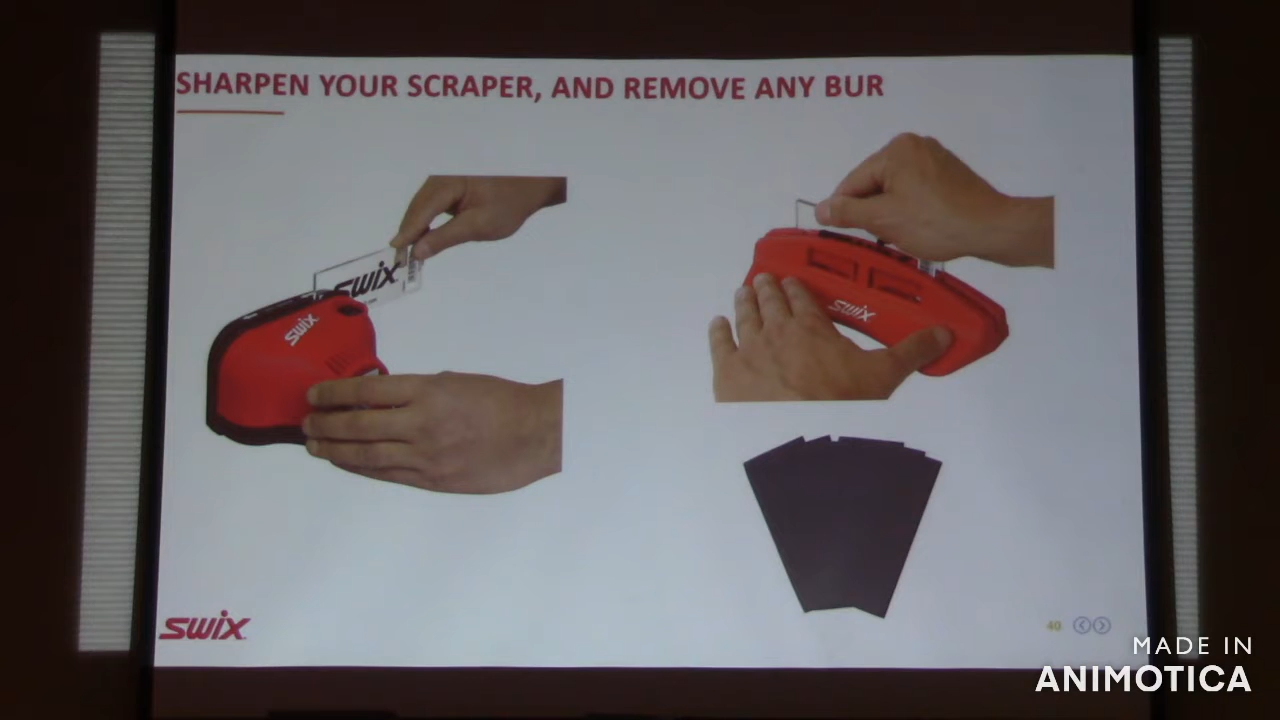 SHARPEN YOUR SCRAPER, AND REMOVE ANY BUR
swix
swix
swix
swix
40
MADE IN
ANIMOTICA